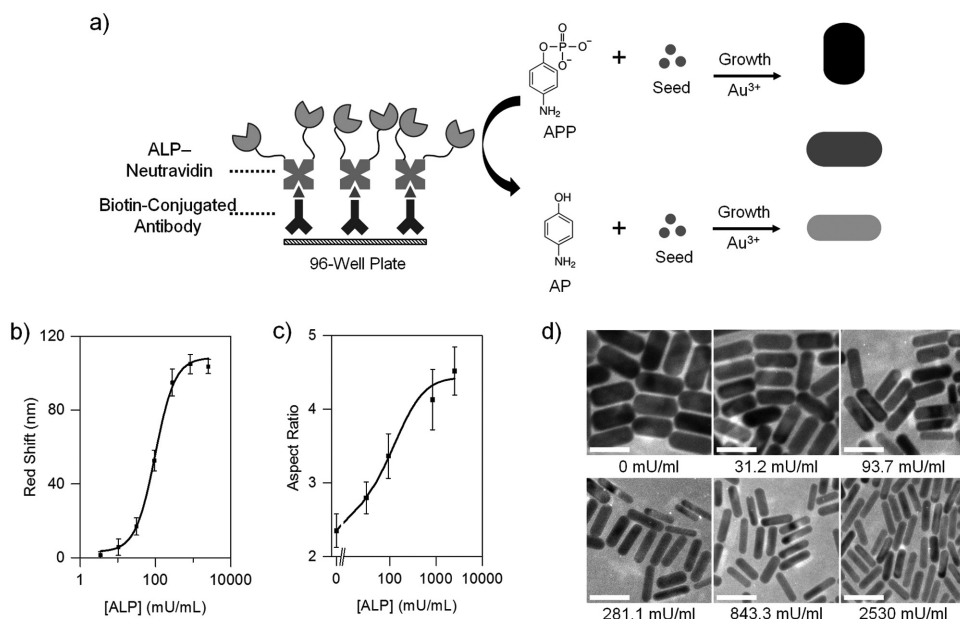 a)
O
O P O⁻
O⁻
NH₂
APP
+
Seed
Growth
Au³⁺
ALP–
Neutravidin
Biotin-Conjugated
Antibody
96-Well Plate
OH
NH₂
AP
+
Seed
Growth
Au³⁺
b)
120
80
40
0
Red Shift (nm)
1
100
10000
[ALP] (mU/mL)
c)
5
4
3
2
Aspect Ratio
0
100
1000
10000
[ALP] (mU/mL)
d)
0 mU/ml
31.2 mU/ml
93.7 mU/ml
281.1 mU/ml
843.3 mU/ml
2530 mU/ml